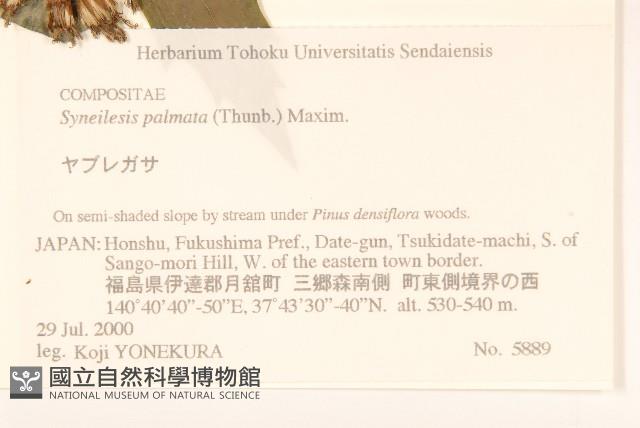 Herbarium Tohoku Universitatis Sendaiensis
COMPOSITAE
Syneilesis palmata (Thunb.) Maxim.
ヤブレガサ
On semi-shaded slope by stream under Pinus densiflora woods.
JAPAN: Honshu, Fukushima Pref., Date-gun, Tsukidate-machi, S. of
Sango-mori Hill, W. of the eastern town border.
福島県伊達郡月舘町 三郷森南側 町東側境界の西
140°40'40"-50"E, 37°43'30"-40"N. alt. 530-540 m.
29 Jul. 2000
leg. Koji YONEKURA No. 5889
國立自然科學博物館
NATIONAL MUSEUM OF NATURAL SCIENCE